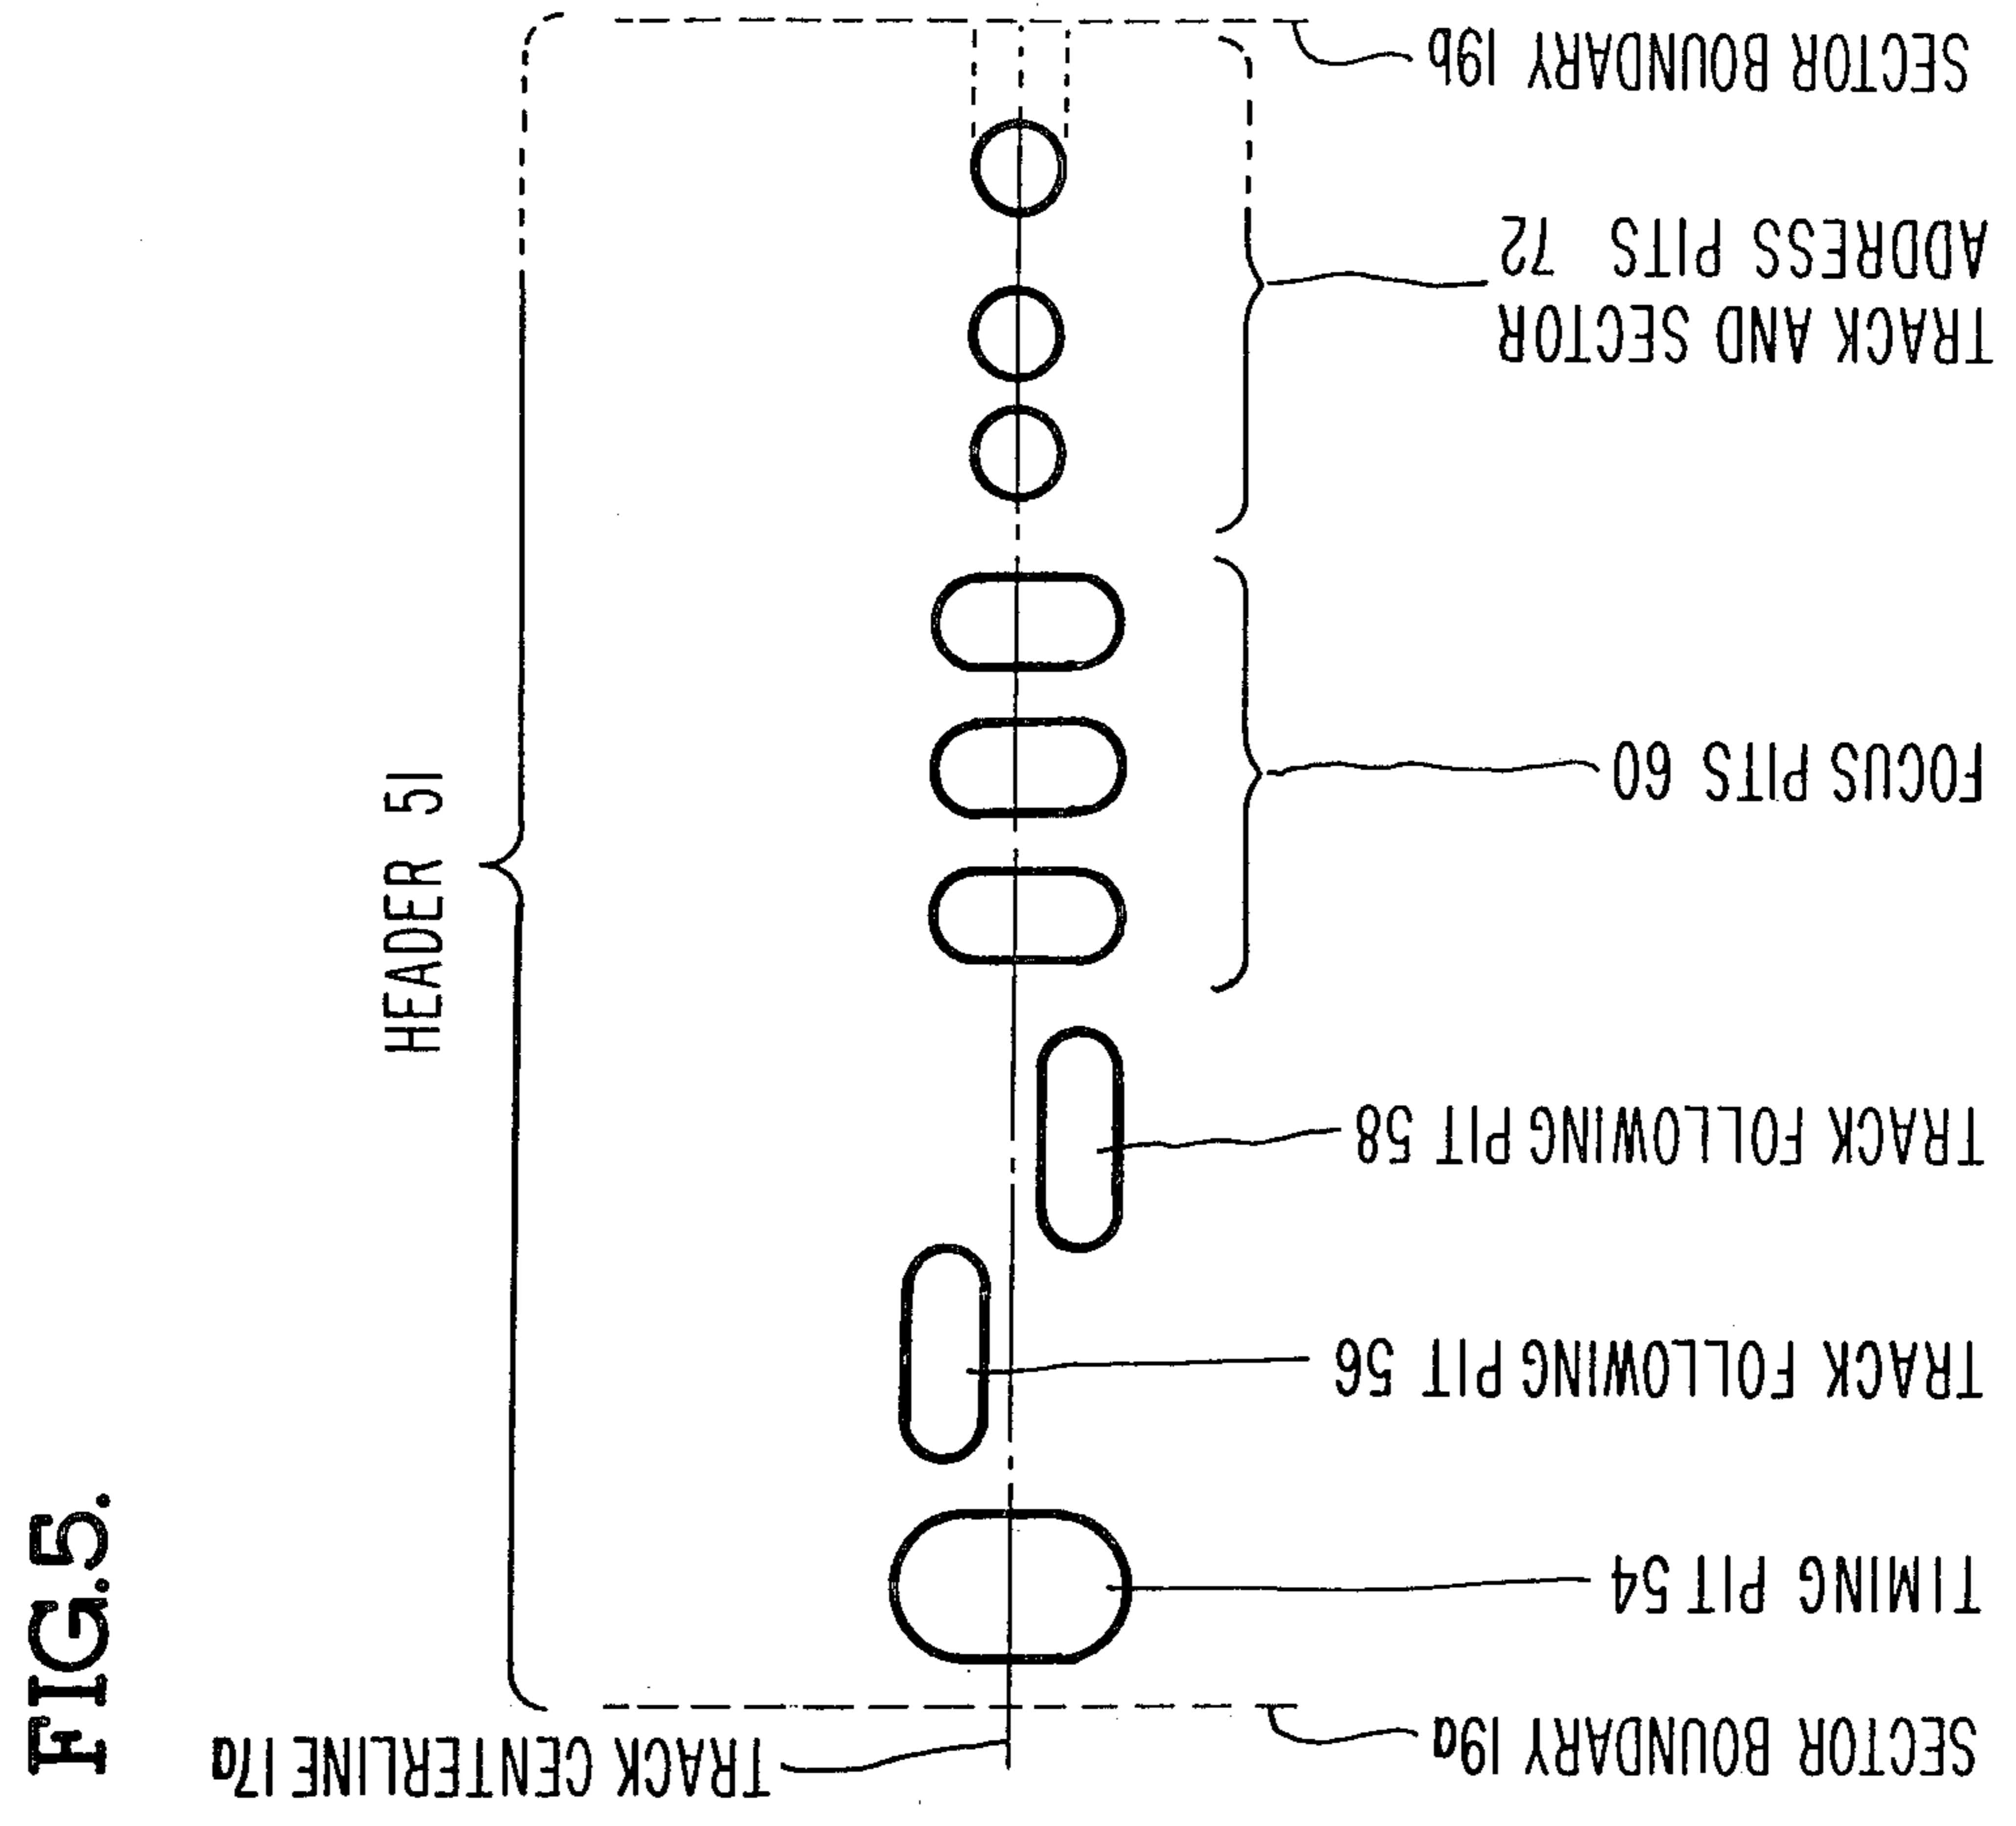 FIG.5.
HEADER 51
TRACK CENTERLINE 17a
SECTOR BOUNDARY 19a
TIMING PIT 54
TRACK FOLLOWING PIT 56
TRACK FOLLOWING PIT 58
FOCUS PITS 60
TRACK AND SECTOR
ADDRESS PITS 72
SECTOR BOUNDARY 19b